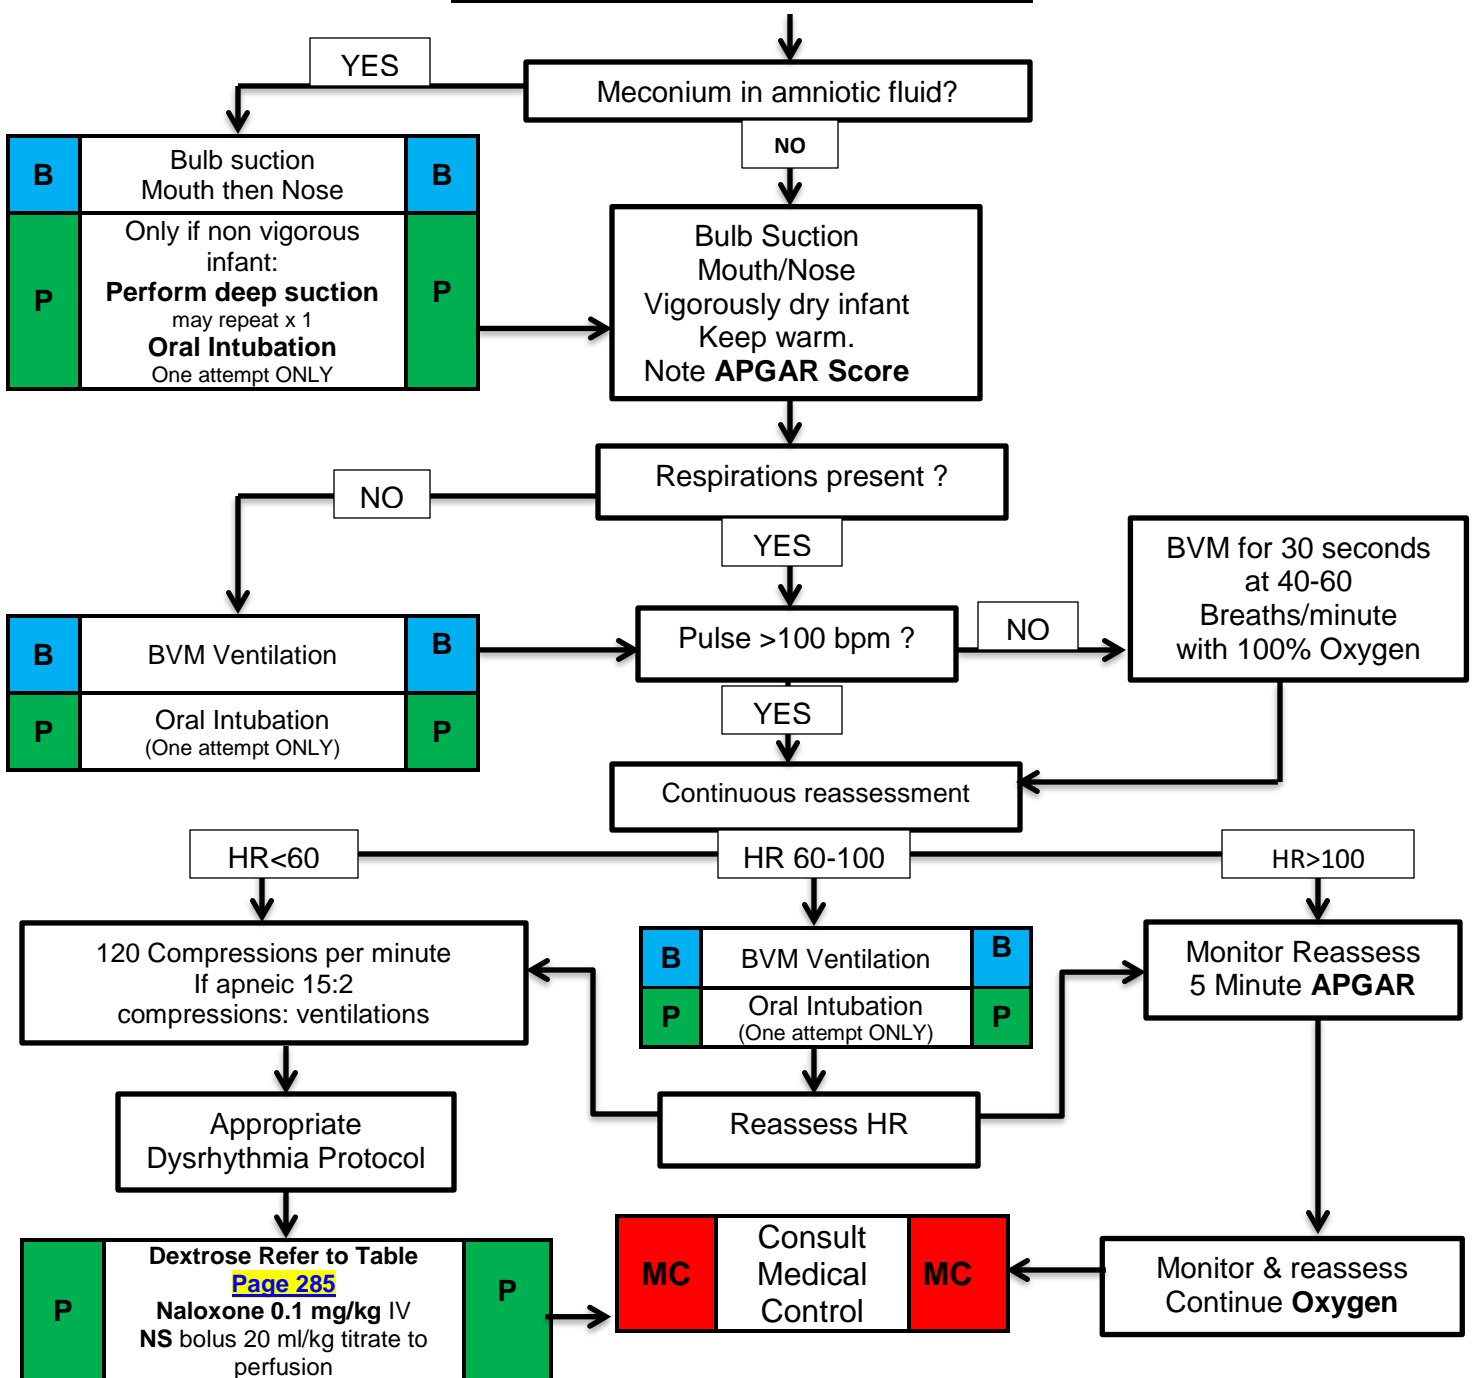 YES
Meconium in amniotic fluid?
NO
B
Bulb suction
Mouth then Nose
B
P
Only if non vigorous
infant:
Perform deep suction
may repeat x 1
Oral Intubation
One attempt ONLY
P
Bulb Suction
Mouth/Nose
Vigorously dry infant
Keep warm.
Note APGAR Score
Respirations present ?
NO
YES
BVM for 30 seconds
at 40-60
Breaths/minute
with 100% Oxygen
B
BVM Ventilation
B
P
Oral Intubation
(One attempt ONLY)
P
Pulse >100 bpm ?
NO
YES
Continuous reassessment
HR<60
HR 60-100
HR>100
120 Compressions per minute
If apneic 15:2
compressions: ventilations
B
BVM Ventilation
B
P
Oral Intubation
(One attempt ONLY)
P
Monitor Reassess
5 Minute APGAR
Appropriate
Dysrhythmia Protocol
Reassess HR
P
Dextrose Refer to Table
Page 285
Naloxone 0.1 mg/kg IV
NS bolus 20 ml/kg titrate to
perfusion
P
MC
Consult
Medical
Control
MC
Monitor & reassess
Continue Oxygen